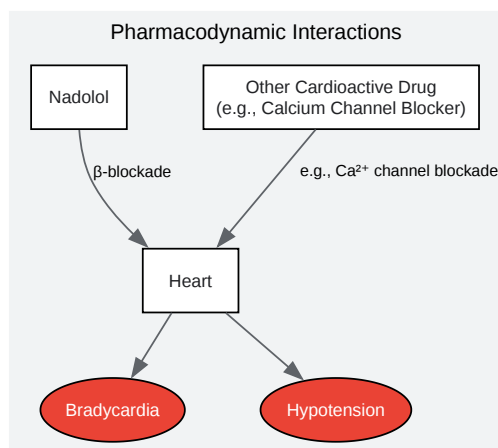 Pharmacodynamic Interactions
Nadolol
Other Cardioactive Drug
(e.g., Calcium Channel Blocker)
β-blockade
e.g., Ca²⁺ channel blockade
Heart
Bradycardia
Hypotension